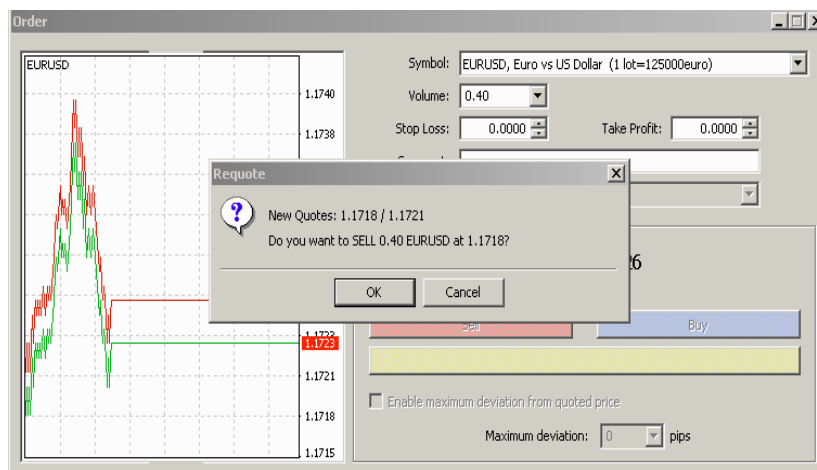 Order
EURUSD
1.1740
1.1738
1.1723
1.1721
1.1718
1.1715
Symbol: EURUSD, Euro vs US Dollar (1 lot=125000euro)
Volume: 0.40
Stop Loss: 0.0000 Take Profit: 0.0000
Requote
New Quotes: 1.1718 / 1.1721
Do you want to SELL 0.40 EURUSD at 1.1718?
OK Cancel
Sell Buy
Enable maximum deviation from quoted price
Maximum deviation: 0 pips